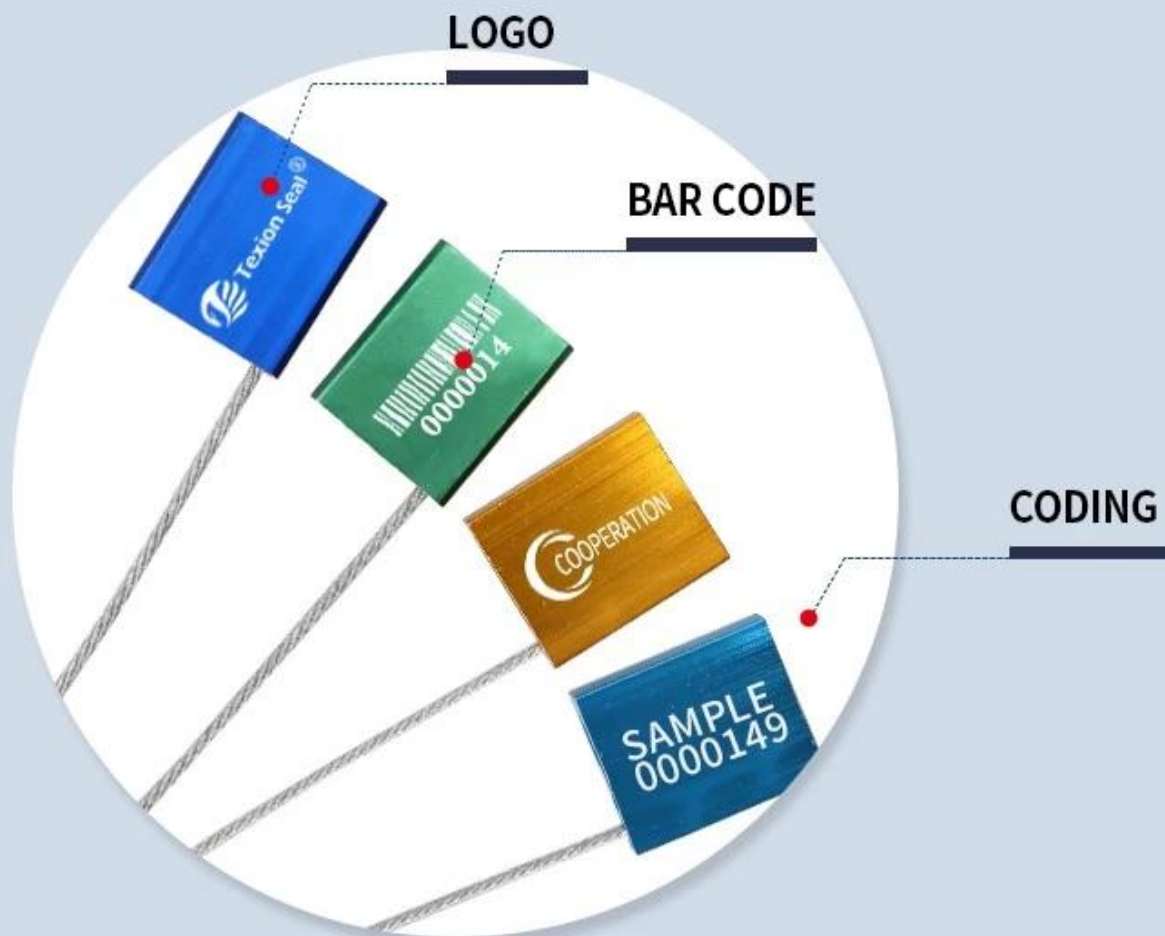 LOGO
Texion Seal®
BAR CODE
0000014
COOPERATION
CODING
SAMPLE
0000149